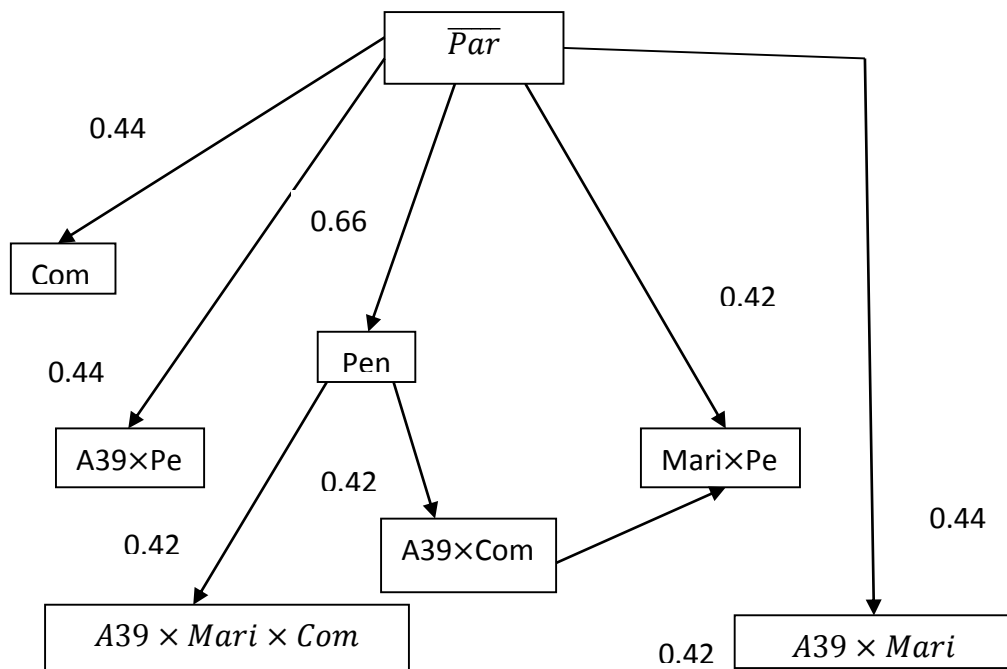 $\overline{Par}$
0.44
0.66
Com
0.42
Pen
0.44
A39×Pe
Mari×Pe
0.42
0.44
A39×Com
0.42
A39 × Mari × Com
0.42
A39 × Mari